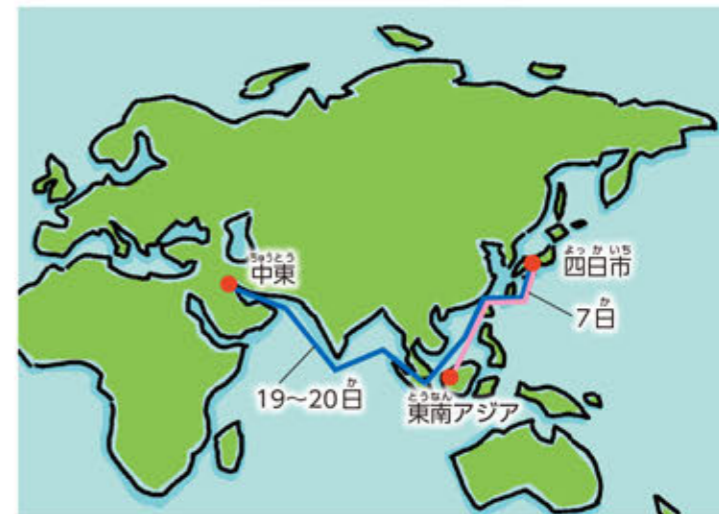 ちゅうとう
中東
よっかいち
四日市
か
7日
か
19〜20日
とうなん
東南アジア